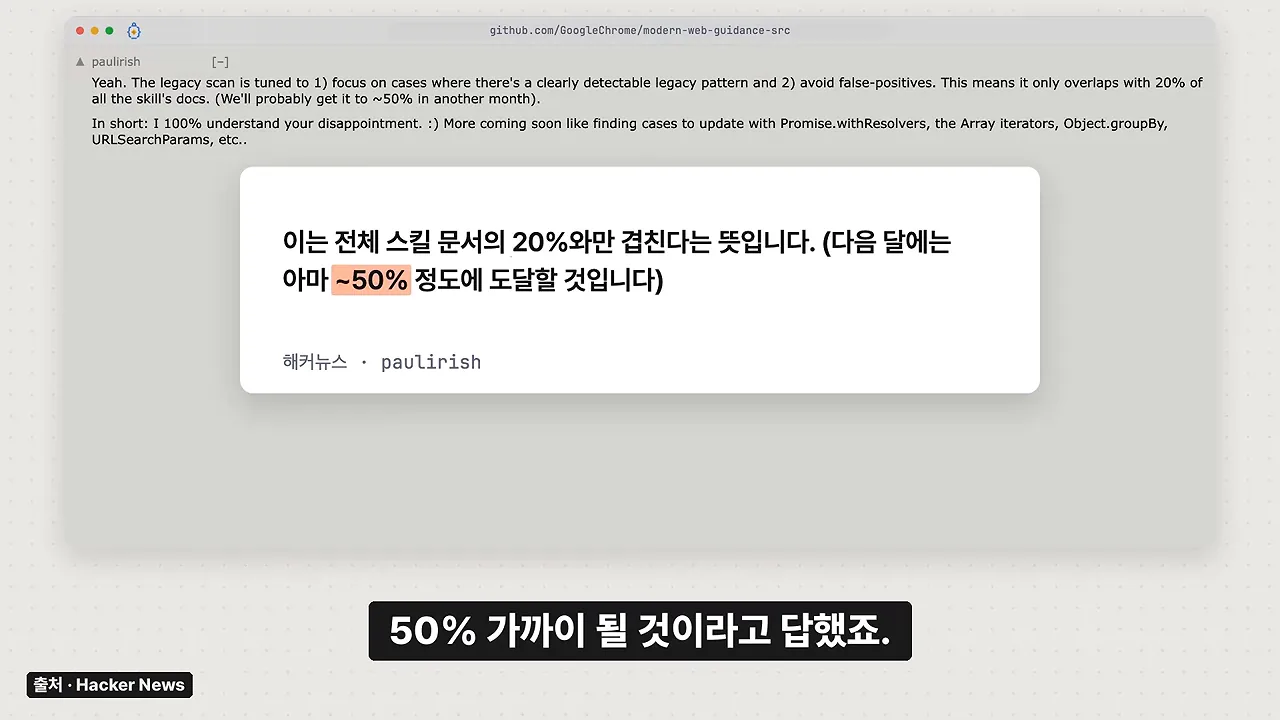 github.com/GoogleChrome/modern-web-guidance-src
▲ paulirish [–]
Yeah. The legacy scan is tuned to 1) focus on cases where there's a clearly detectable legacy pattern and 2) avoid false-positives. This means it only overlaps with 20% of
all the skill's docs. (We'll probably get it to ~50% in another month).
In short: I 100% understand your disappointment. :) More coming soon like finding cases to update with Promise.withResolvers, the Array iterators, Object.groupBy,
URLSearchParams, etc..
이는 전체 스킬 문서의 20%와만 겹친다는 뜻입니다. (다음 달에는
아마 ~50% 정도에 도달할 것입니다)
해커뉴스 · paulirish
50% 가까이 될 것이라고 답했죠.
출처 · Hacker News